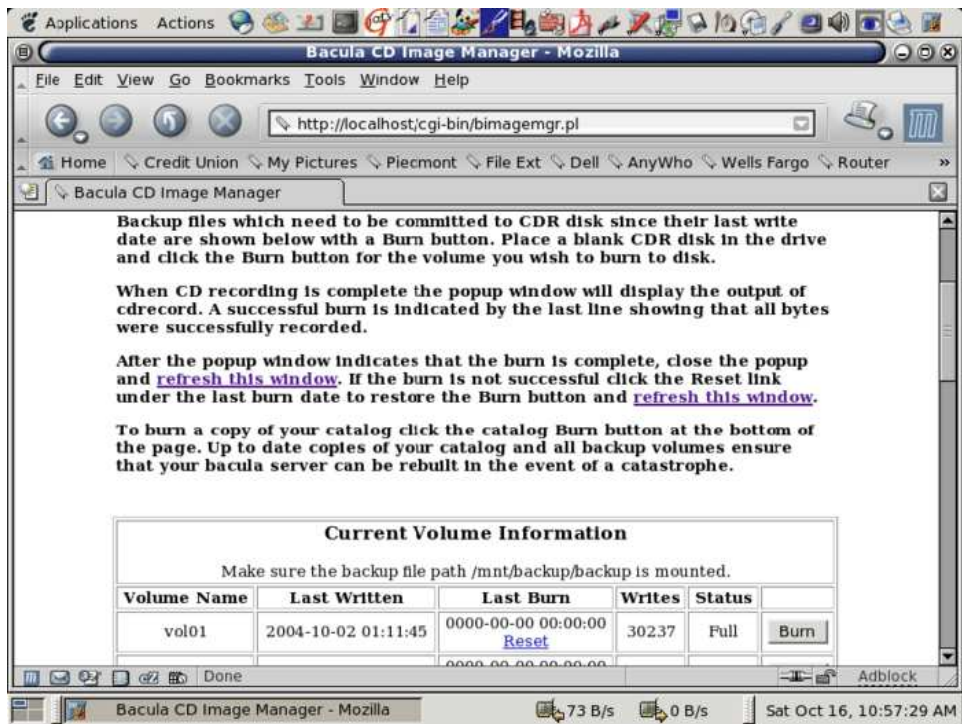 Applications Actions
Bacula CD Image Manager - Mozilla
File Edit View Go Bookmarks Tools Window Help
http://localhost/cgi-bin/bimagemgr.pl
Home Credit Union My Pictures Piecmont File Ext Dell AnyWho Wells Fargo Router »
Bacula CD Image Manager
Backup files which need to be committed to CDR disk since their last write
date are shown below with a Burn button. Place a blank CDR disk in the drive
and click the Burn button for the volume you wish to burn to disk.
When CD recording is complete the popup window will display the output of
cdrecord. A successful burn is indicated by the last line showing that all bytes
were successfully recorded.
After the popup window indicates that the burn is complete, close the popup
and refresh this window. If the burn is not successful click the Reset link
under the last burn date to restore the Burn button and refresh this window.
To burn a copy of your catalog click the catalog Burn button at the bottom of
the page. Up to date copies of your catalog and all backup volumes ensure
that your bacula server can be rebuilt in the event of a catastrophe.
Current Volume Information
Make sure the backup file path /mnt/backup/backup is mounted.
Volume Name Last Written Last Burn Writes Status
vol01 2004-10-02 01:11:45 0000-00-00 00:00:00 30237 Full Burn
Reset
0000-00-00 00:00:00
Done Adblock
Bacula CD Image Manager - Mozilla 73 B/s 0 B/s Sat Oct 16, 10:57:29 AM